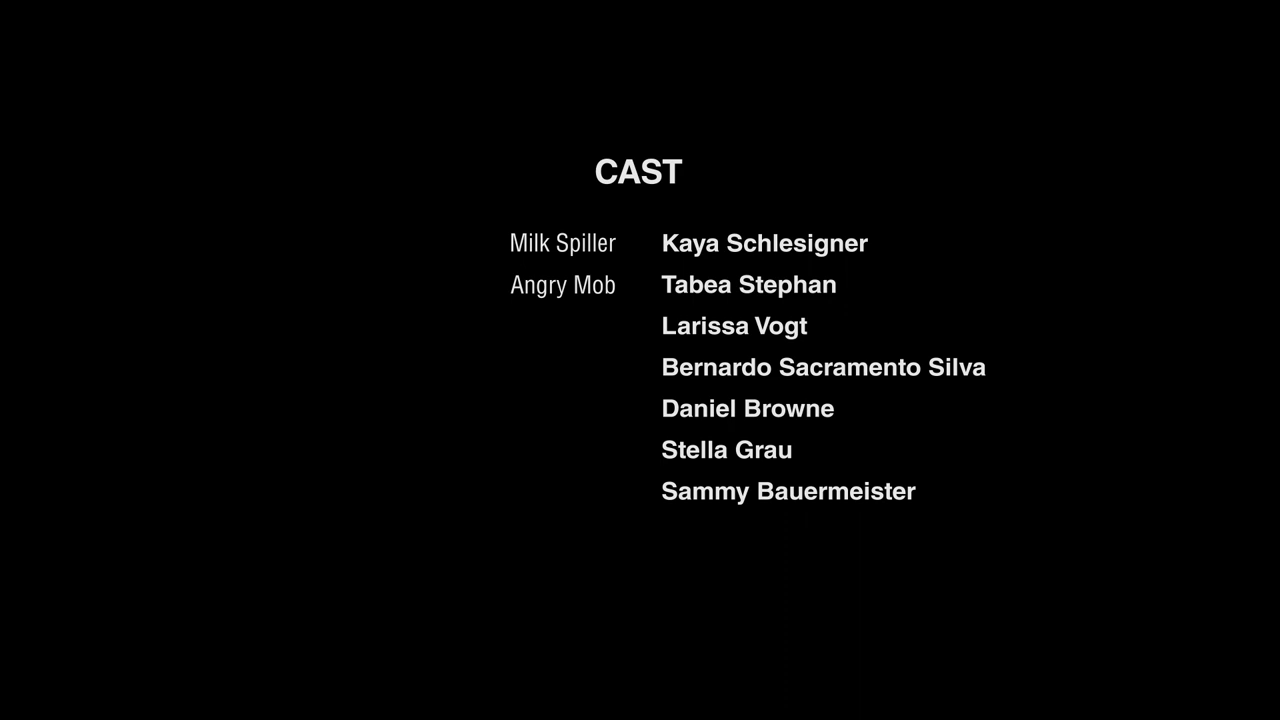 CAST
Milk Spiller Kaya Schlesigner
Angry Mob Tabea Stephan
Larissa Vogt
Bernardo Sacramento Silva
Daniel Browne
Stella Grau
Sammy Bauermeister